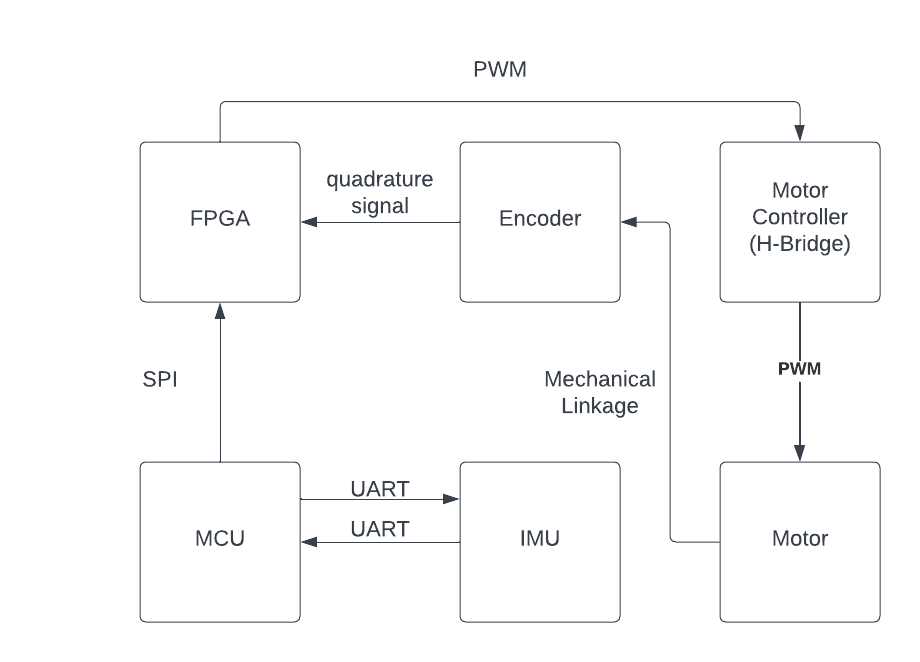 PWM
FPGA
quadrature
signal
Encoder
Motor
Controller
(H-Bridge)
SPI
Mechanical
Linkage
PWM
MCU
UART
UART
IMU
Motor